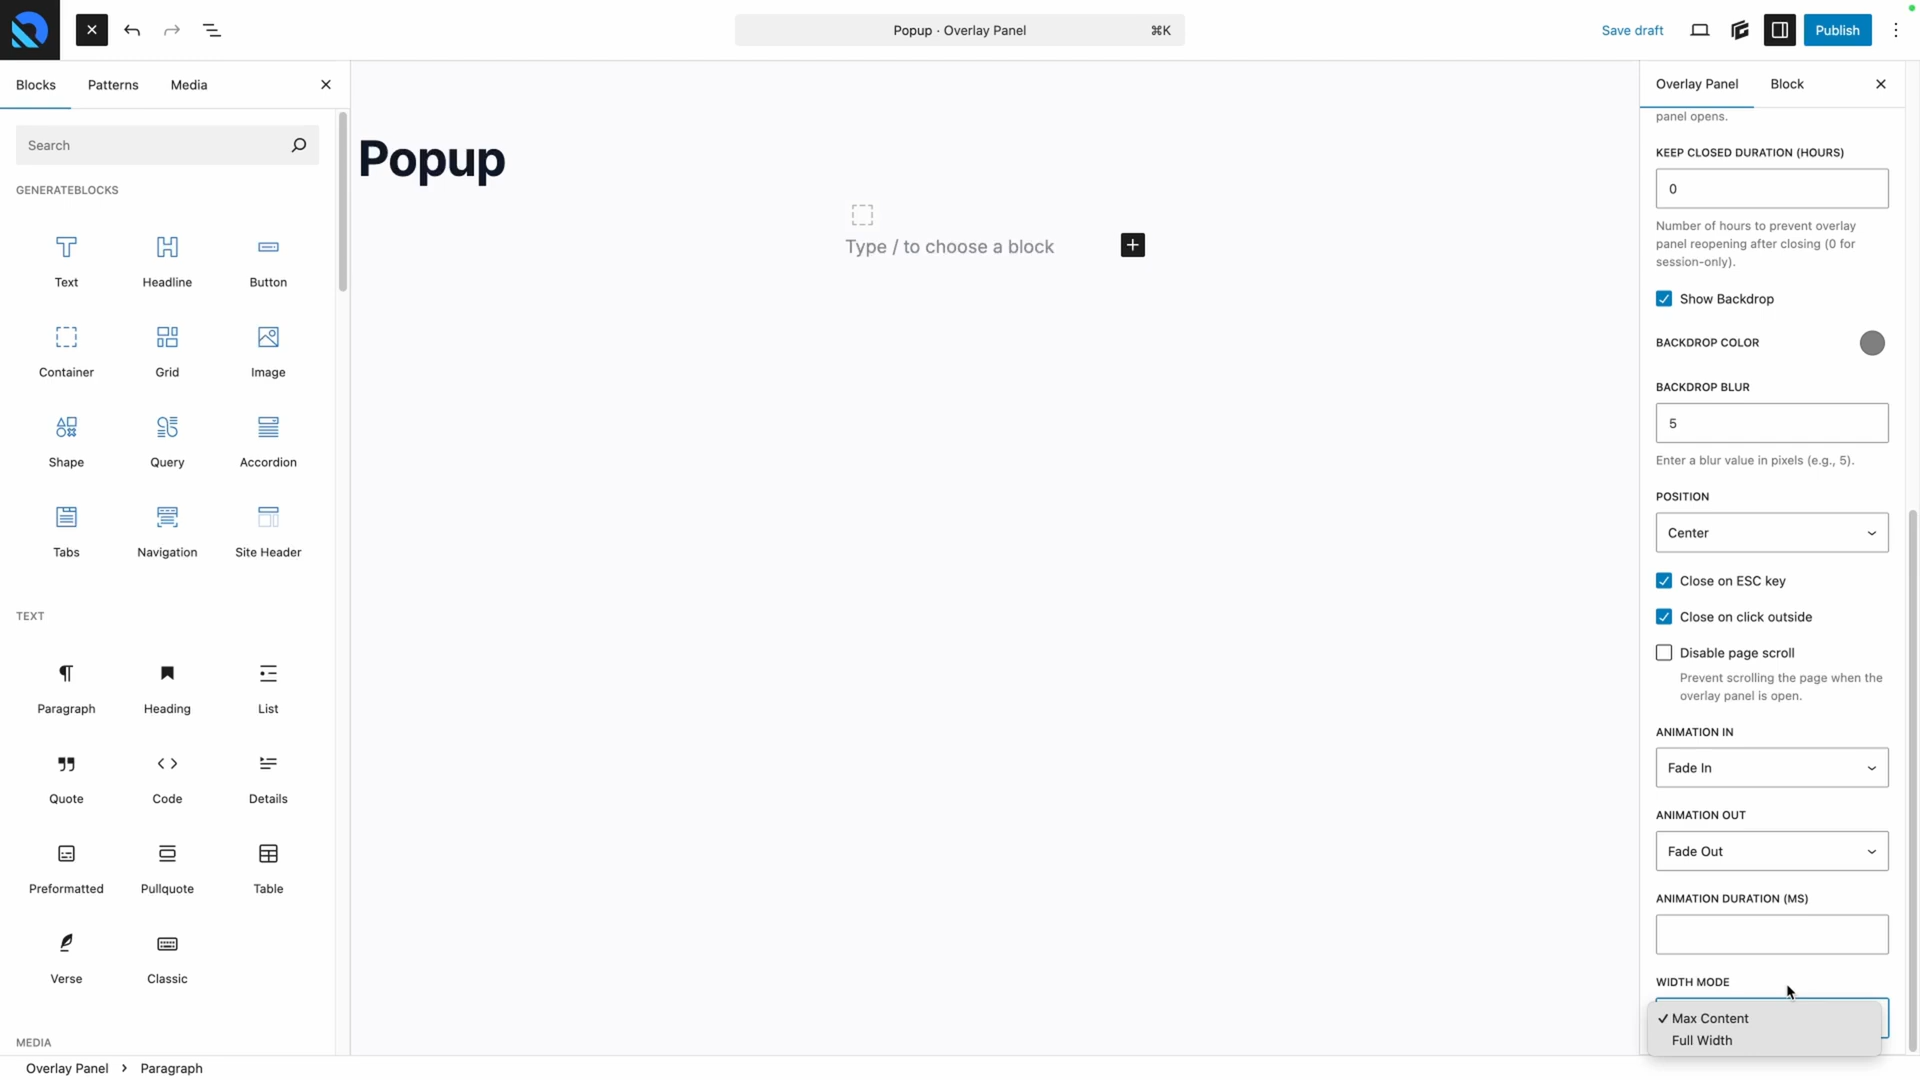 Popup · Overlay Panel
⌘K
Save draft
Publish
Blocks
Patterns
Media
Search
GENERATEBLOCKS
Text
Headline
Button
Container
Grid
Image
Shape
Query
Accordion
Tabs
Navigation
Site Header
TEXT
Paragraph
Heading
List
Quote
Code
Details
Preformatted
Pullquote
Table
Verse
Classic
MEDIA
Overlay Panel
Paragraph
Popup
Type / to choose a block
Overlay Panel
Block
panel opens.
KEEP CLOSED DURATION (HOURS)
0
Number of hours to prevent overlay
panel reopening after closing (0 for
session-only).
Show Backdrop
BACKDROP COLOR
BACKDROP BLUR
5
Enter a blur value in pixels (e.g., 5).
POSITION
Center
Close on ESC key
Close on click outside
Disable page scroll
Prevent scrolling the page when the
overlay panel is open.
ANIMATION IN
Fade In
ANIMATION OUT
Fade Out
ANIMATION DURATION (MS)
WIDTH MODE
✓ Max Content
Full Width